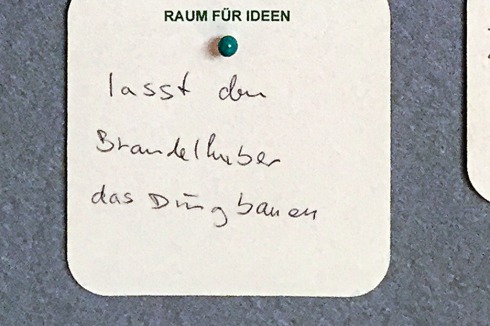 RAUM FÜR IDEEN
lasst den
Brandelhuber
das Ding bauen